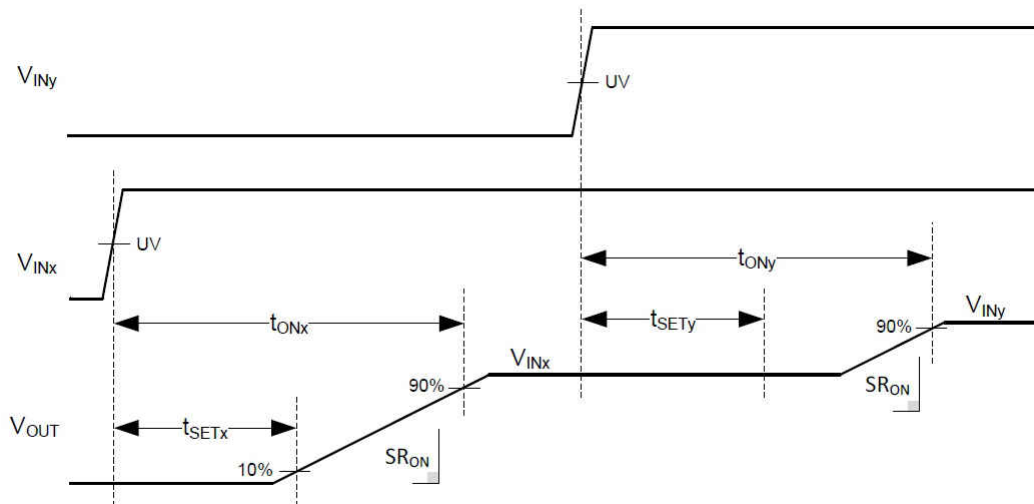 VINy
UV
VINx
UV
tONy
tONx
tSETy
VINy
90%
VINx
90%
SRON
VOUT
tSETx
10%
SRON